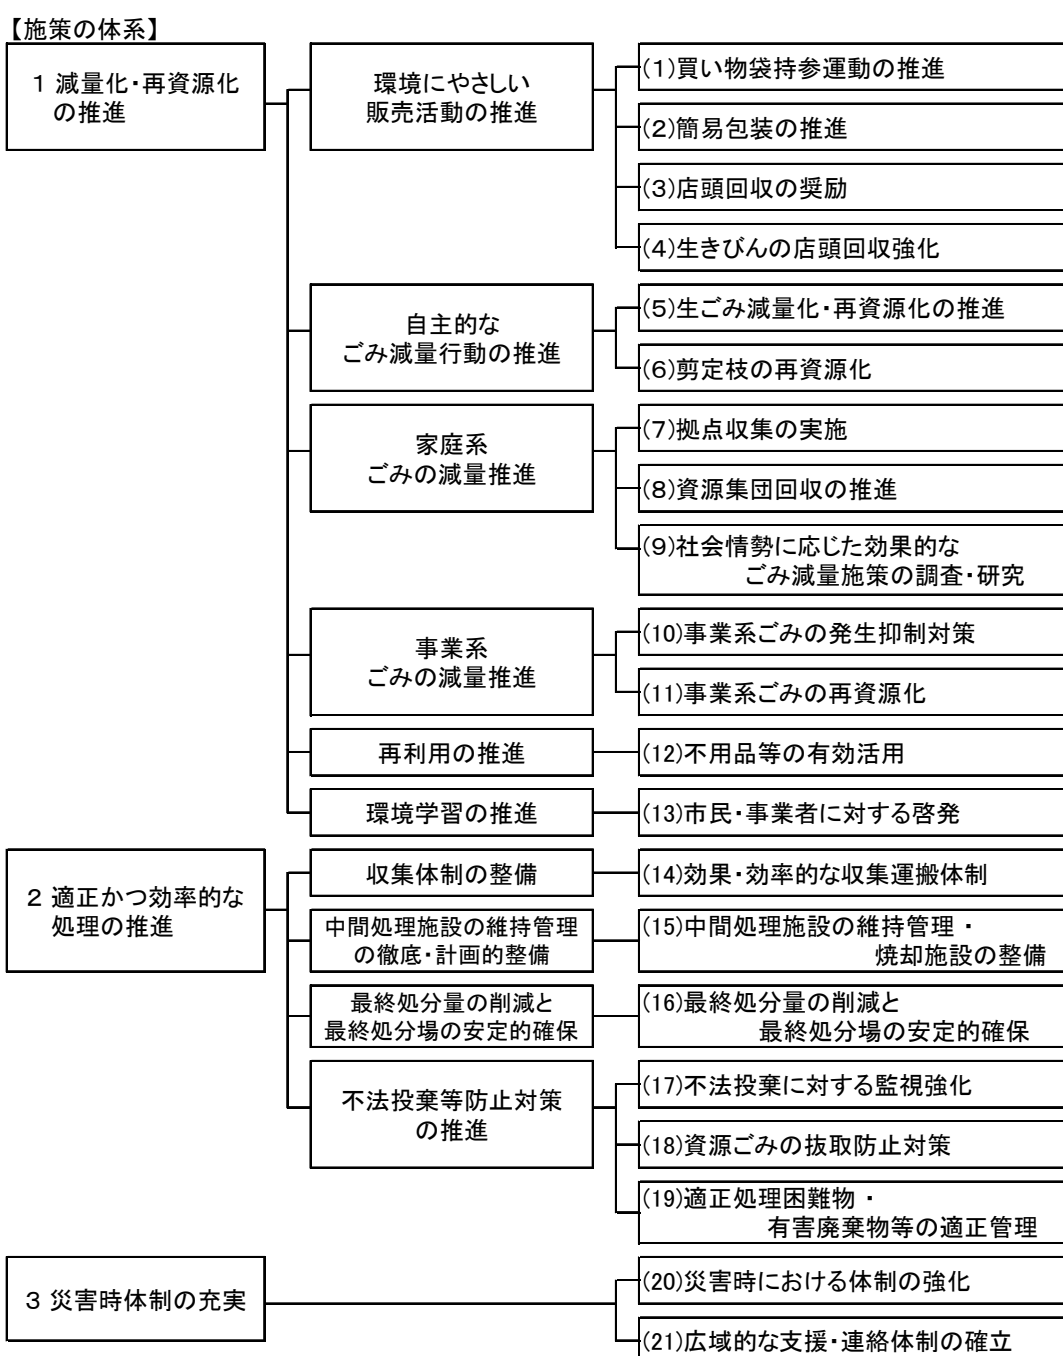 【施策の体系】
１ 減量化・再資源化
の推進
環境にやさしい
販売活動の推進
(1)買い物袋持参運動の推進
(2)簡易包装の推進
(3)店頭回収の奨励
(4)生きびんの店頭回収強化
自主的な
ごみ減量行動の推進
(5)生ごみ減量化・再資源化の推進
(6)剪定枝の再資源化
家庭系
ごみの減量推進
(7)拠点収集の実施
(8)資源集団回収の推進
(9)社会情勢に応じた効果的な
ごみ減量施策の調査・研究
事業系
ごみの減量推進
(10)事業系ごみの発生抑制対策
(11)事業系ごみの再資源化
再利用の推進
(12)不用品等の有効活用
環境学習の推進
(13)市民・事業者に対する啓発
２ 適正かつ効率的な
処理の推進
収集体制の整備
(14)効果・効率的な収集運搬体制
中間処理施設の維持管理
の徹底・計画的整備
(15)中間処理施設の維持管理・
焼却施設の整備
最終処分量の削減と
最終処分場の安定的確保
(16)最終処分量の削減と
最終処分場の安定的確保
不法投棄等防止対策
の推進
(17)不法投棄に対する監視強化
(18)資源ごみの抜取防止対策
(19)適正処理困難物・
有害廃棄物等の適正管理
３ 災害時体制の充実
(20)災害時における体制の強化
(21)広域的な支援・連絡体制の確立